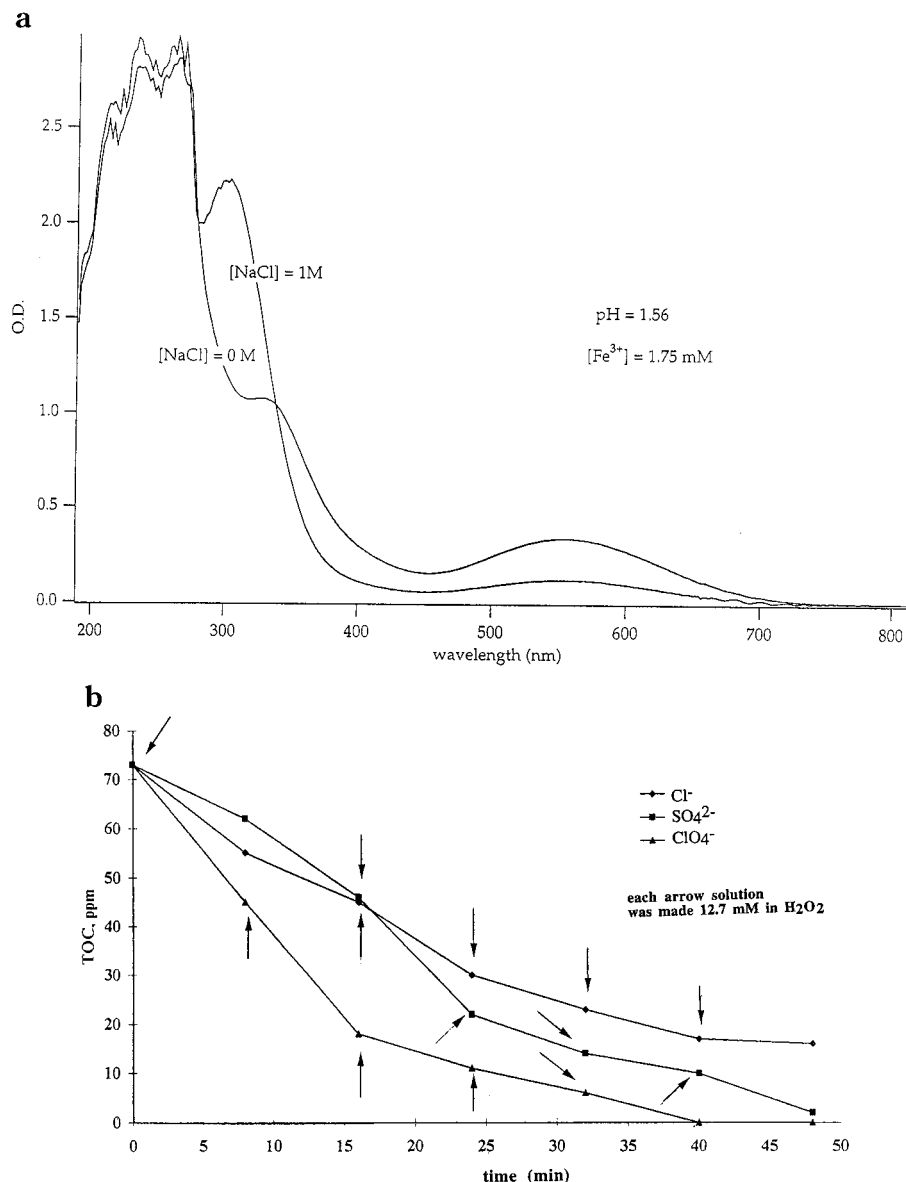 a
2.5
2.0
1.5
1.0
0.5
0.0
O.D.
[NaCl] = 1M
[NaCl] = 0 M
pH = 1.56
[Fe3+] = 1.75 mM
200 300 400 500 600 700 800
wavelength (nm)
b
80
70
60
50
40
30
20
10
0
TOC, ppm
Cl-
SO4 2-
ClO4-
each arrow solution
was made 12.7 mM in H2O2
0 5 10 15 20 25 30 35 40 45 50
time (min)